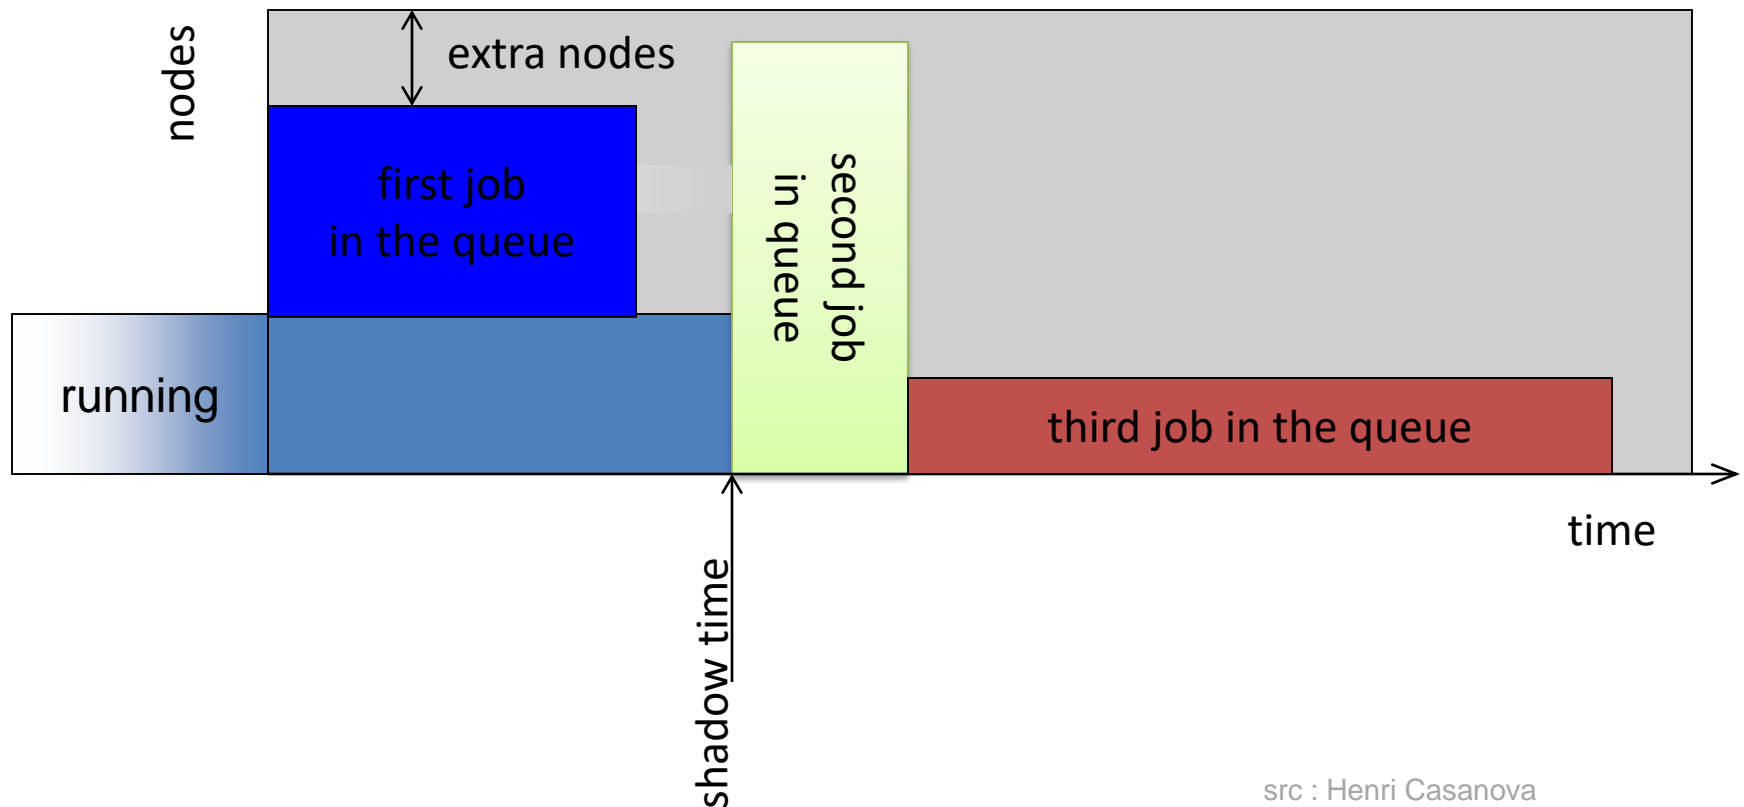 nodes
extra nodes
first job
in the queue
second job
in queue
running
third job in the queue
time
shadow time
src : Henri Casanova